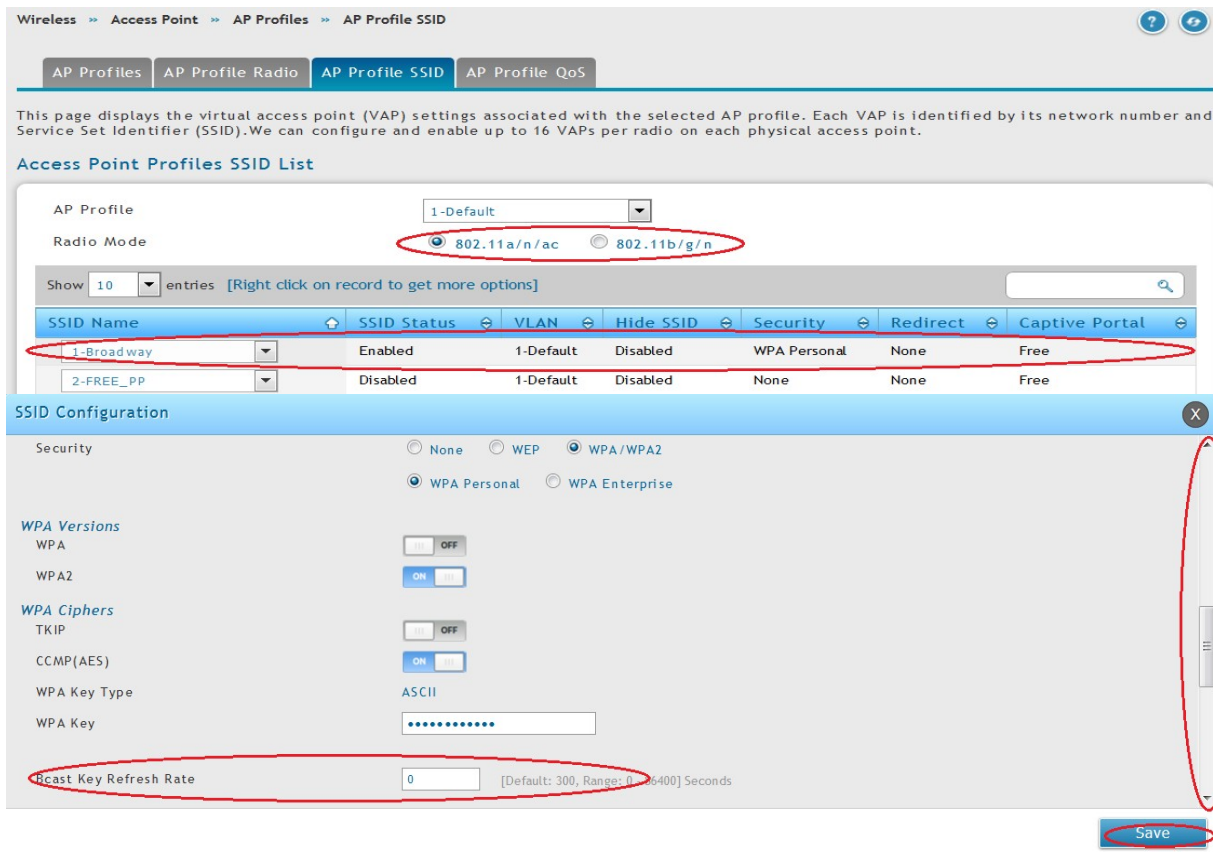 Wireless » Access Point » AP Profiles » AP Profile SSID
?
AP Profiles AP Profile Radio AP Profile SSID AP Profile QoS
This page displays the virtual access point (VAP) settings associated with the selected AP profile. Each VAP is identified by its network number and
Service Set Identifier (SSID).We can configure and enable up to 16 VAPs per radio on each physical access point.
Access Point Profiles SSID List
AP Profile 1-Default
Radio Mode 802.11a/n/ac 802.11b/g/n
Show 10 entries [Right click on record to get more options]
SSID Name SSID Status VLAN Hide SSID Security Redirect Captive Portal
1-Broadway Enabled 1-Default Disabled WPA Personal None Free
2-FREE_PP Disabled 1-Default Disabled None None Free
SSID Configuration X
Security None WEP WPA/WPA2
WPA Personal WPA Enterprise
WPA Versions
WPA OFF
WPA2 ON
WPA Ciphers
TKIP OFF
CCMP(AES) ON
WPA Key Type ASCII
WPA Key ••••••••••••
Bcast Key Refresh Rate 0 [Default: 300, Range: 0 - 86400] Seconds
Save